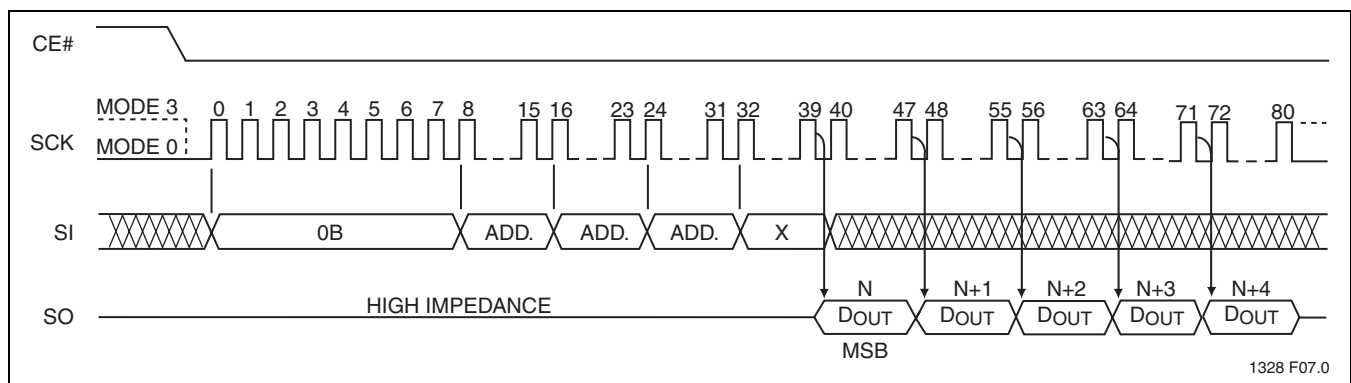 CE#
MODE 3
0 1 2 3 4 5 6 7 8 15 16 23 24 31 32 39 40 47 48 55 56 63 64 71 72 80
SCK
MODE 0
SI
0B
ADD.
ADD.
ADD.
X
N
N+1
N+2
N+3
N+4
SO
HIGH IMPEDANCE
DOUT
DOUT
DOUT
DOUT
DOUT
MSB
1328 F07.0